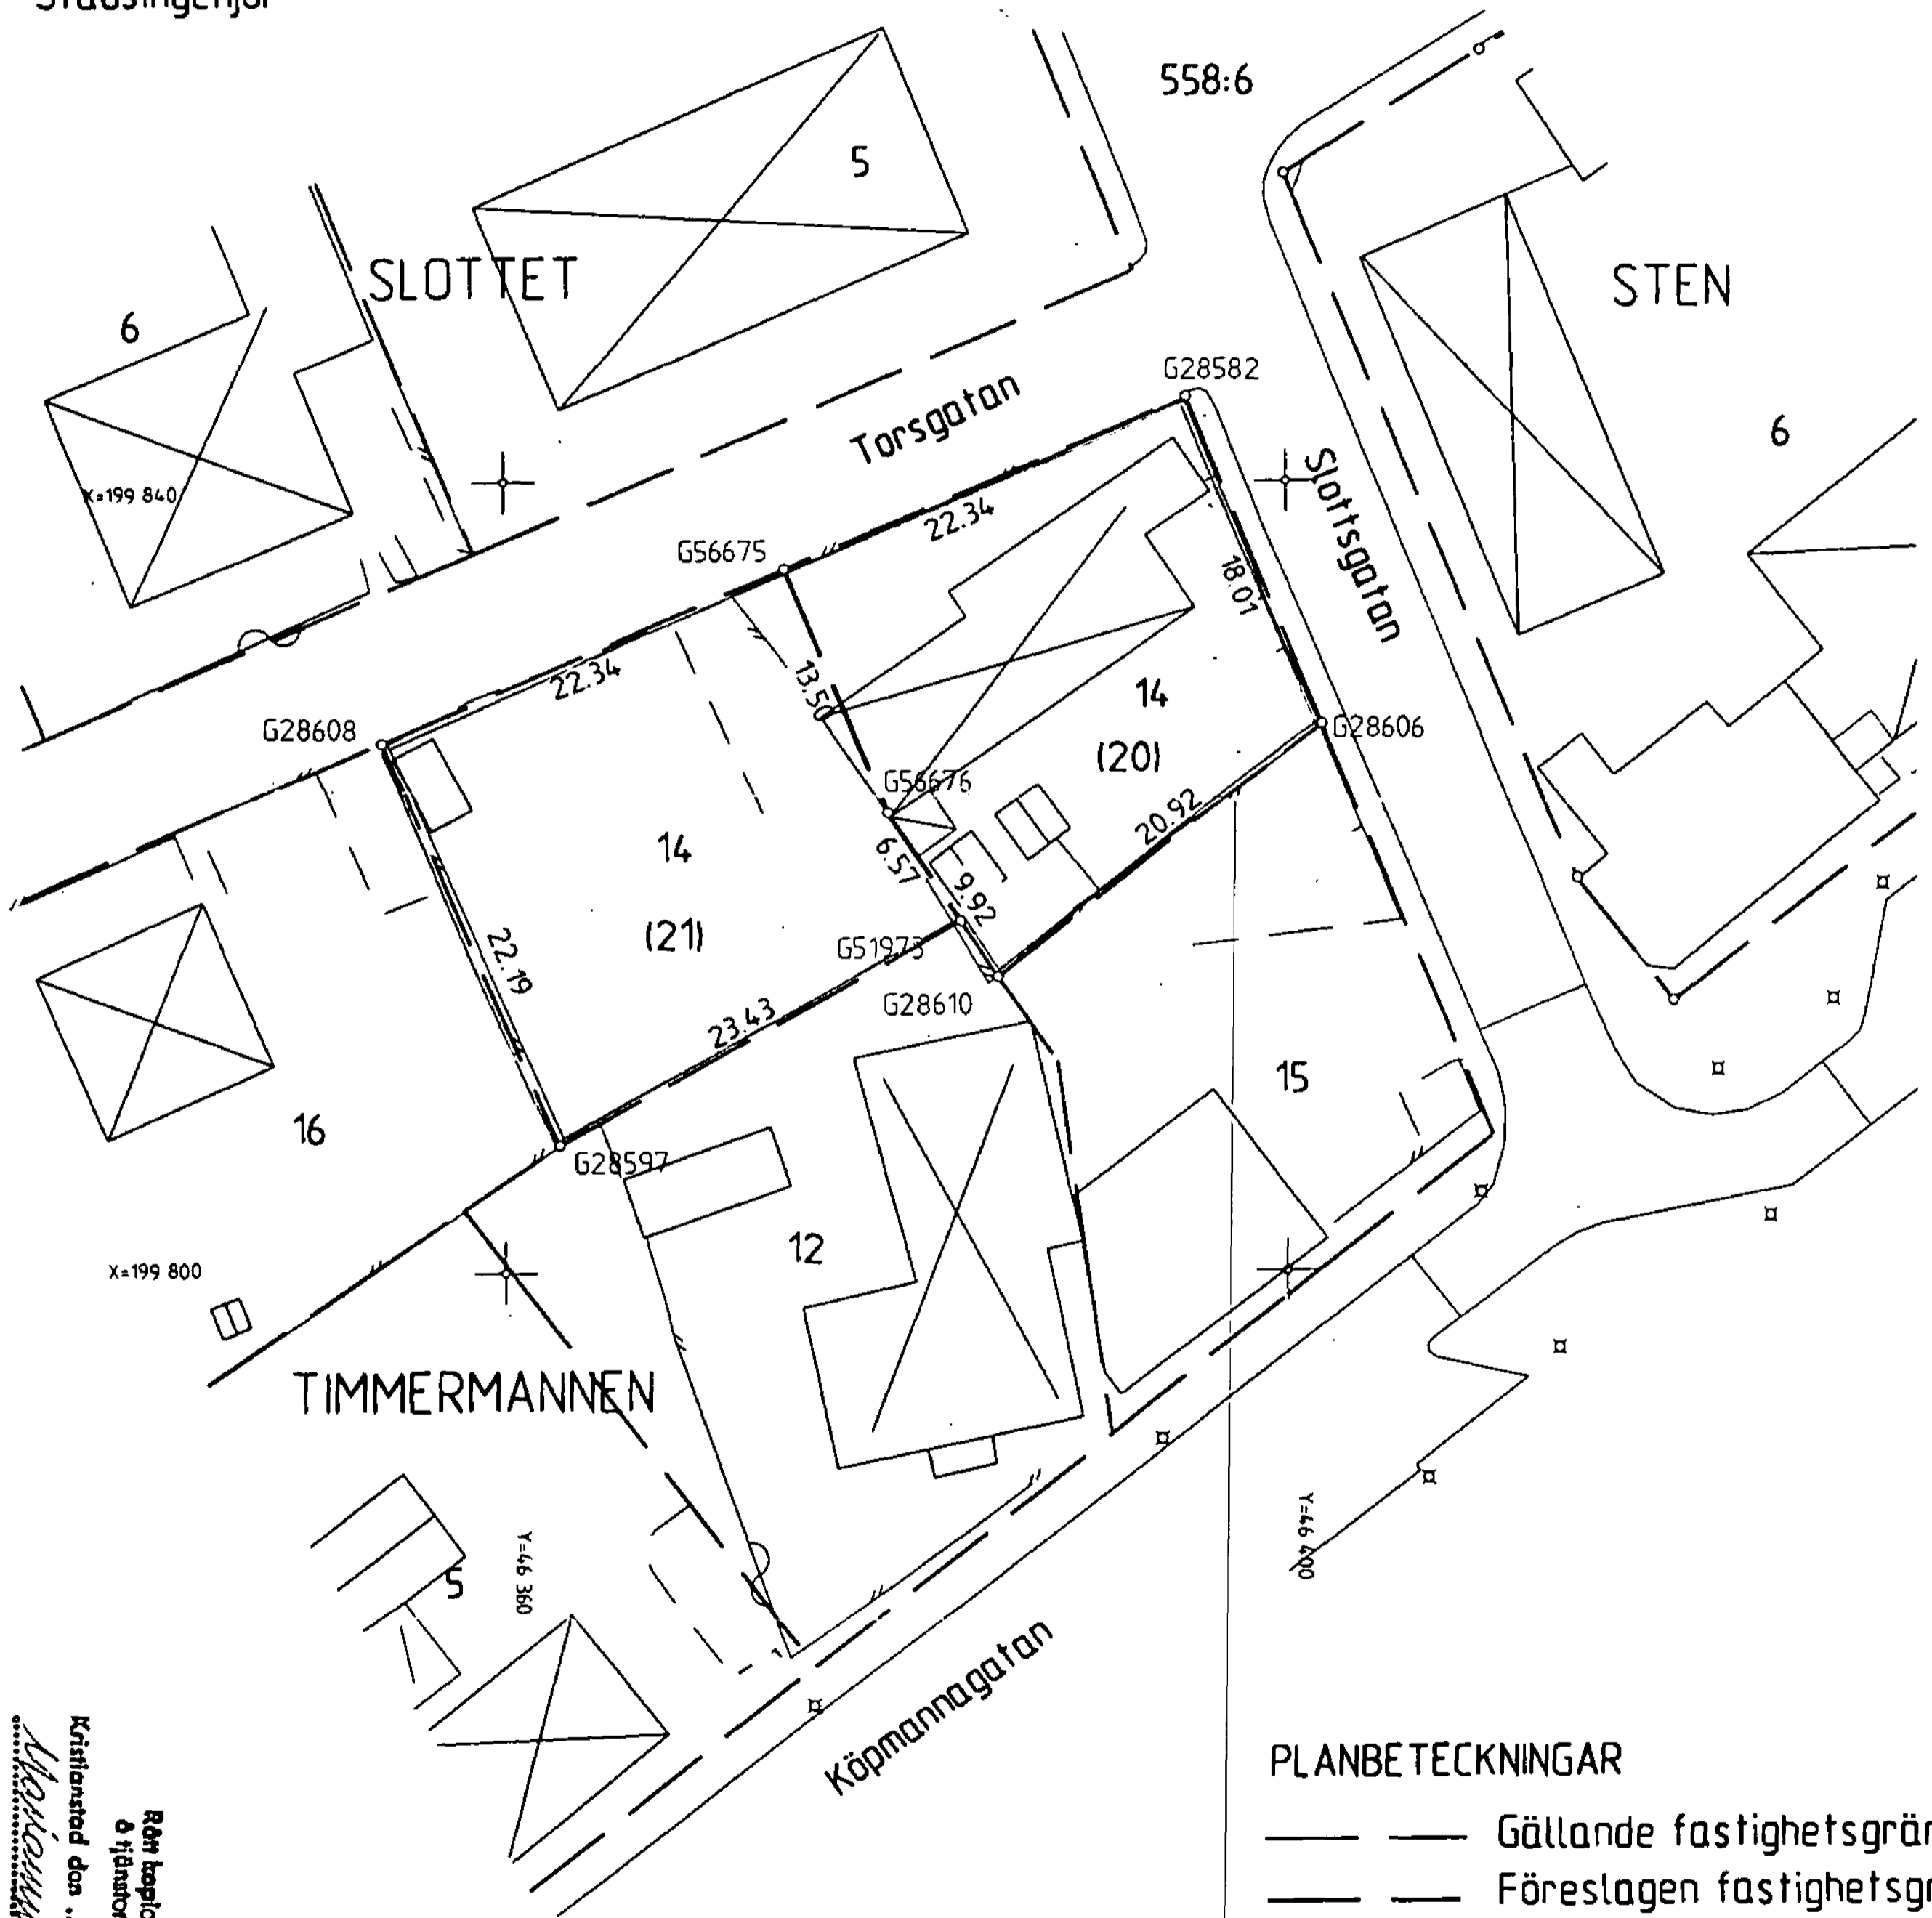 558:6
5
SLOTTET
6
STEN
6
G28582
Torsgatan
X=199 840
Slottsgatan
G56675
22.34
18.01
13.50
22.34
14
G28606
G28608
(20)
G56676
20.92
14
6.57
9.92
(21)
G51973
22.19
G28610
23.43
15
16
G28597
12
X=199 800
TIMMERMANNEN
5
Y=46 360
Y=46 400
Köpmannagatan
PLANBETECKNINGAR
Gällande
Föreslagen
Kristianstad